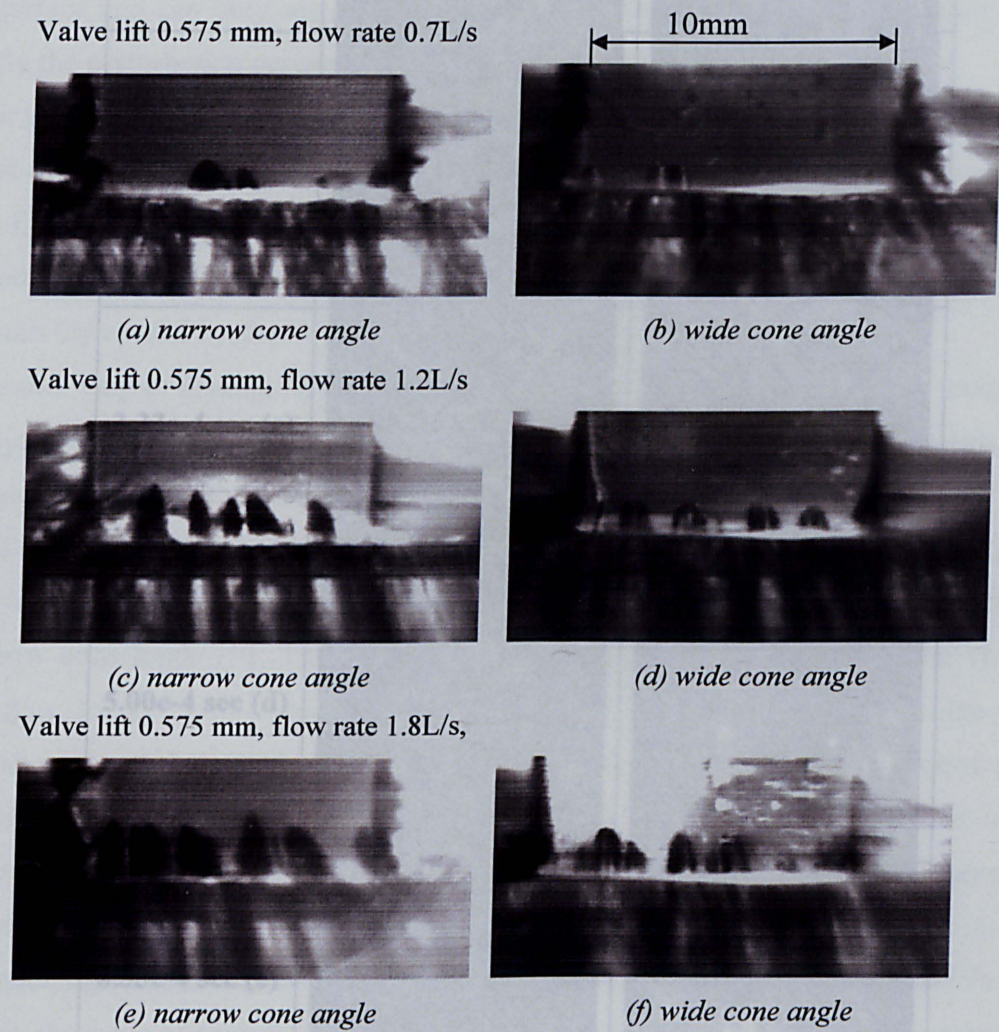 Valve lift 0.575 mm, flow rate 0.7L/s
10mm
(a) narrow cone angle
(b) wide cone angle
Valve lift 0.575 mm, flow rate 1.2L/s
(c) narrow cone angle
(d) wide cone angle
Valve lift 0.575 mm, flow rate 1.8L/s,
(e) narrow cone angle
(f) wide cone angle